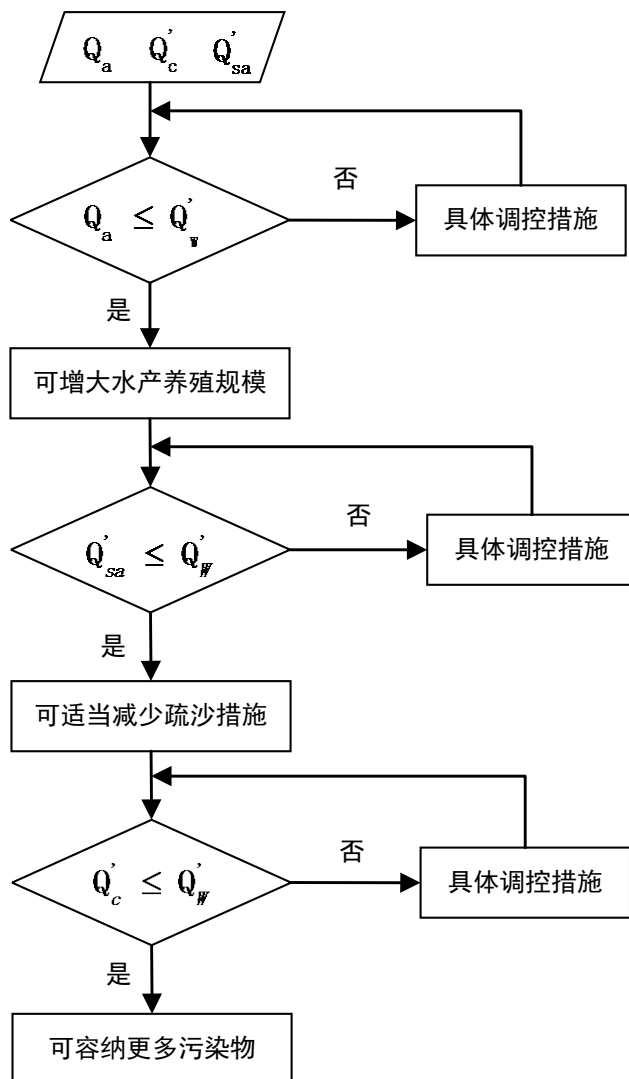 Qa Q'c Q'sa
否
Qa ≤ Q'w
具体调控措施
是
可增大水产养殖规模
否
Q'sa ≤ Q'W
具体调控措施
是
可适当减少疏沙措施
否
Q'c ≤ Q'W
具体调控措施
是
可容纳更多污染物